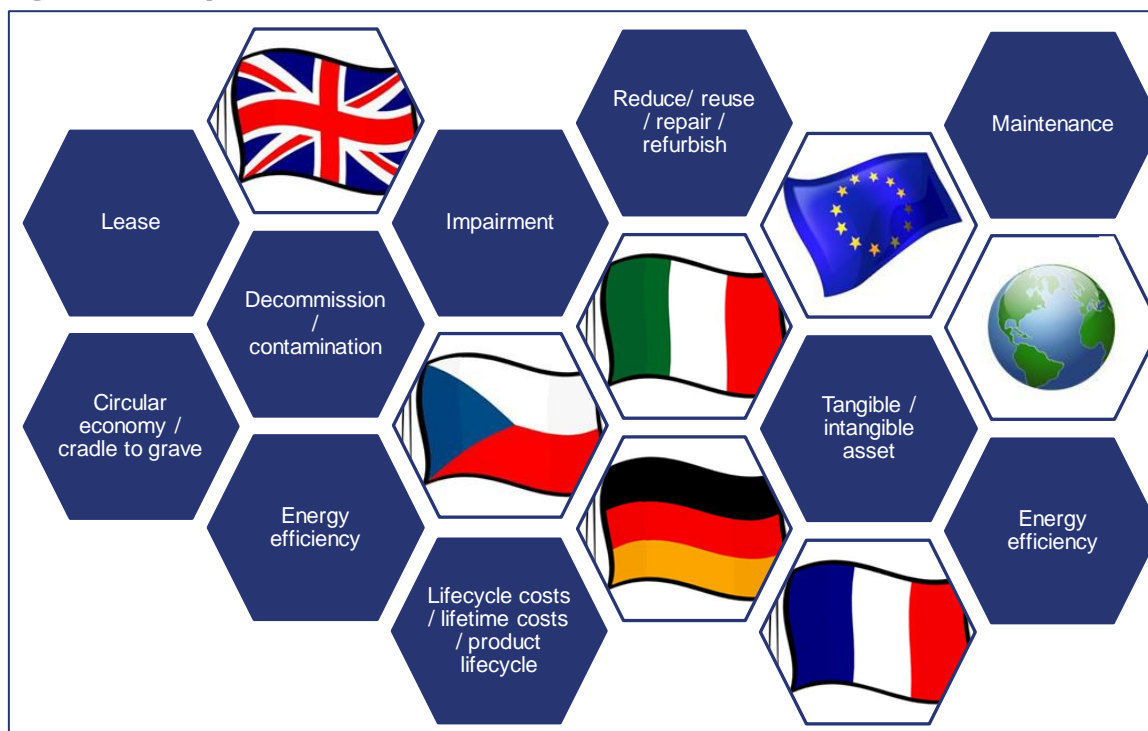 Reduce/ reuse
/ repair /
refurbish
Maintenance
Lease
Impairment
Decommission
/
contamination
Circular
economy /
cradle to grave
Tangible /
intangible
asset
Energy
efficiency
Energy
efficiency
Lifecycle costs
/ lifetime costs
/ product
lifecycle